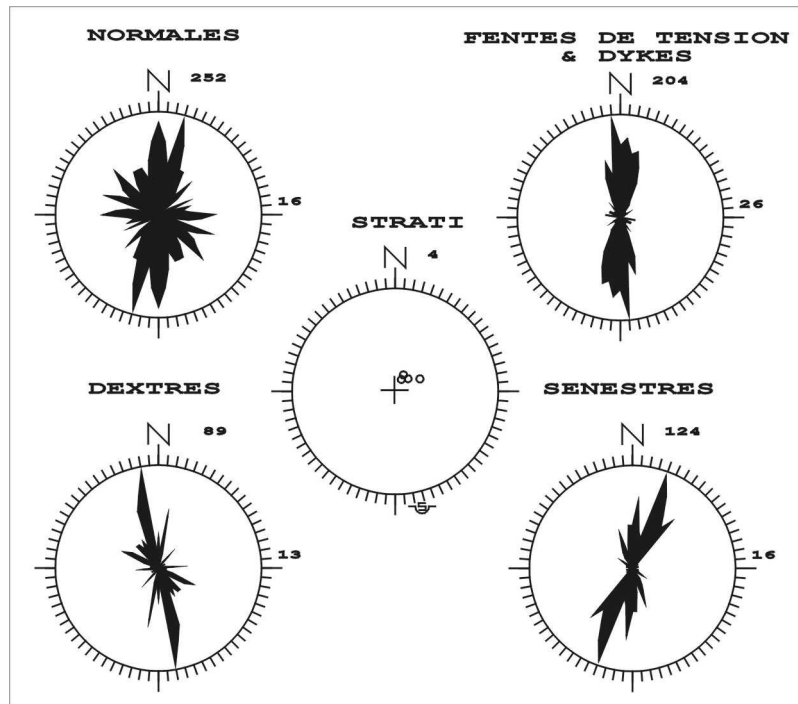 NORMALES
N 252
16
FENTES DE TENSION
& DYKES
N 204
26
STRATI
N 4
5
DEXTRES
N 89
13
SENESTRES
N 124
16